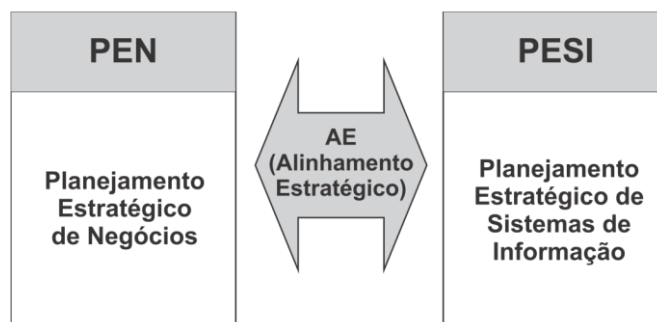 PEN
Planejamento
Estratégico
de Negócios
AE
(Alinhamento
Estratégico)
PESI
Planejamento
Estratégico de
Sistemas de
Informação